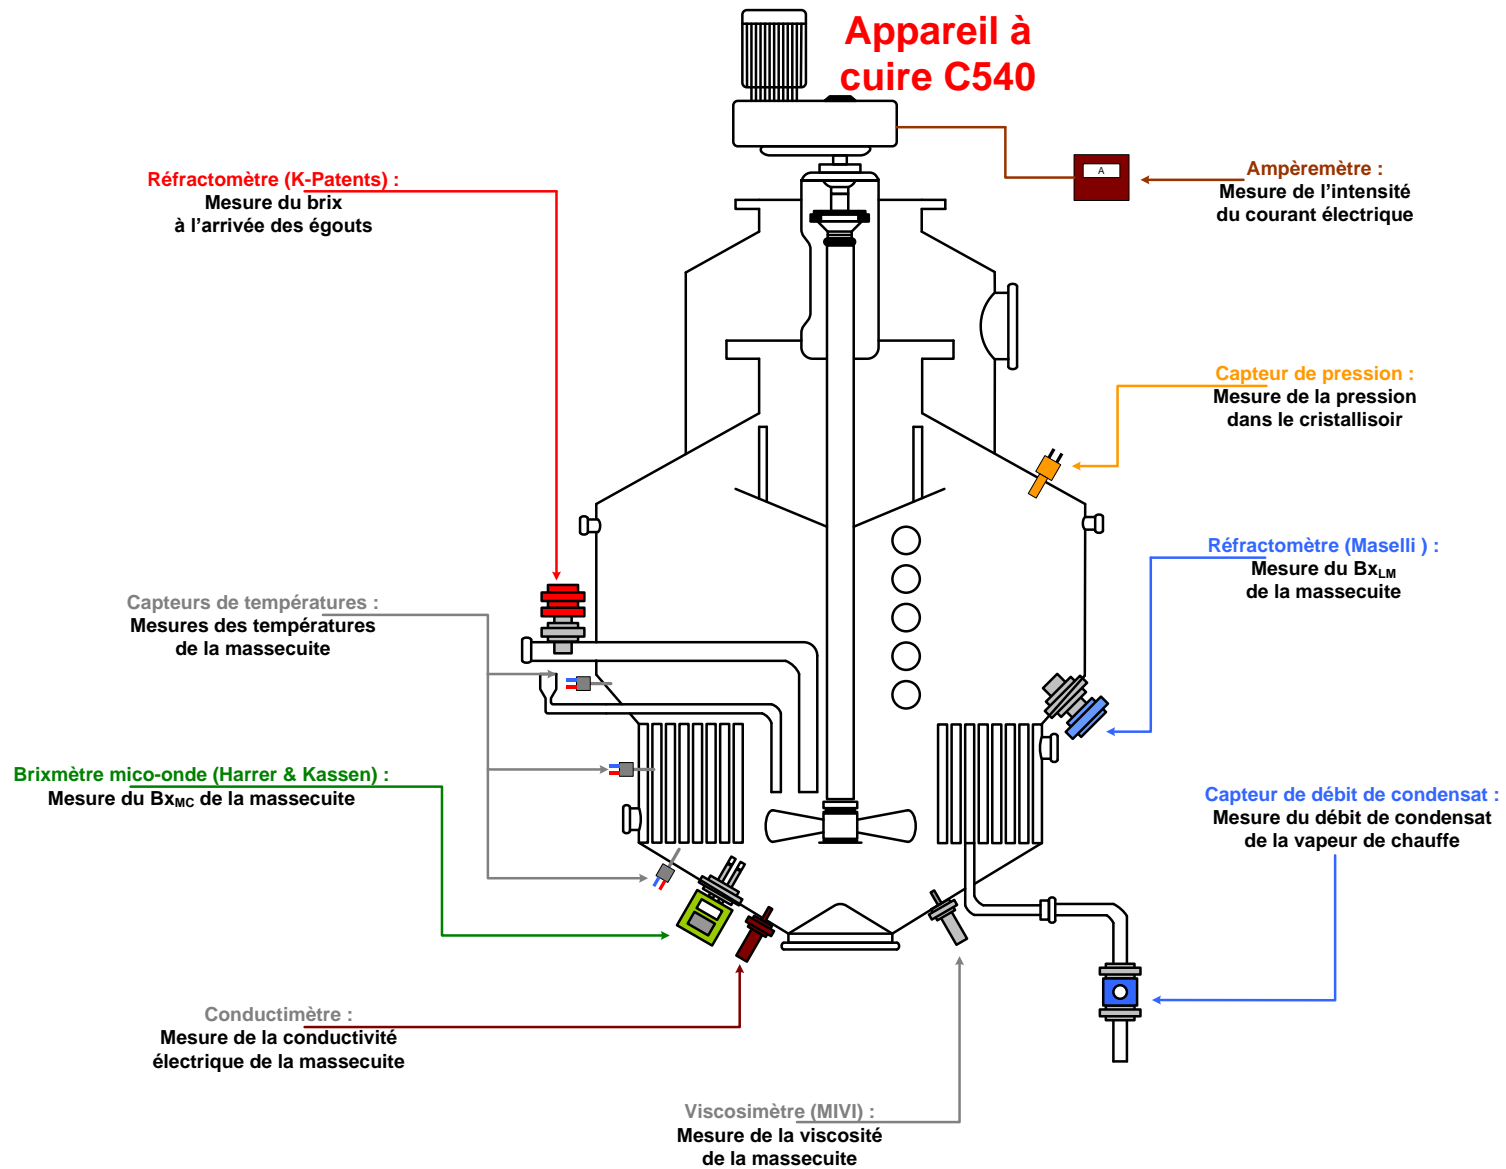 Appareil à
cuire C540
Réfractomètre (K-Patents) :
Mesure du brix
à l'arrivée des égouts
A
Ampèremètre :
Mesure de l'intensité
du courant électrique
Capteur de pression :
Mesure de la pression
dans le cristallisoir
Réfractomètre (Maselli ) :
Mesure du BxLM
de la massecuite
Capteurs de températures :
Mesures des températures
de la massecuite
Brixmètre mico-onde (Harrer & Kassen) :
Mesure du BxMC de la massecuite
Capteur de débit de condensat :
Mesure du débit de condensat
de la vapeur de chauffe
Conductimètre :
Mesure de la conductivité
électrique de la massecuite
Viscosimètre (MIVI) :
Mesure de la viscosité
de la massecuite